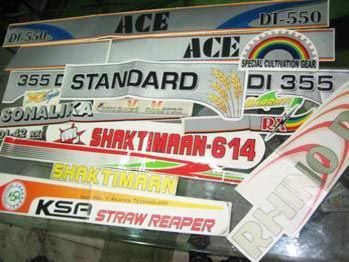 ACE
DI-550
DI-550
ACE
SPECIAL CULTIVATION GEAR
355 D
STANDARD
DI 355
SONALIKA
RX
SHAKTIMAAN-614
SHAKTIMAAN
RHINO
KSA
STRAW REAPER